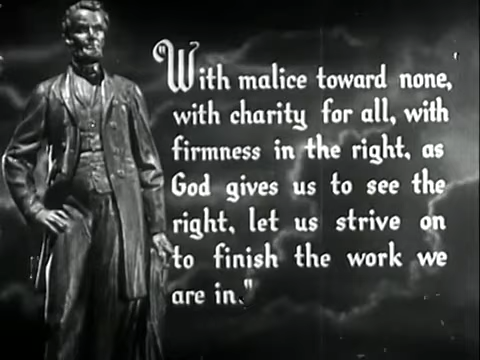 "With malice toward none,
with charity for all, with
firmness in the right, as
God gives us to see the
right, let us strive on
to finish the work we
are in."